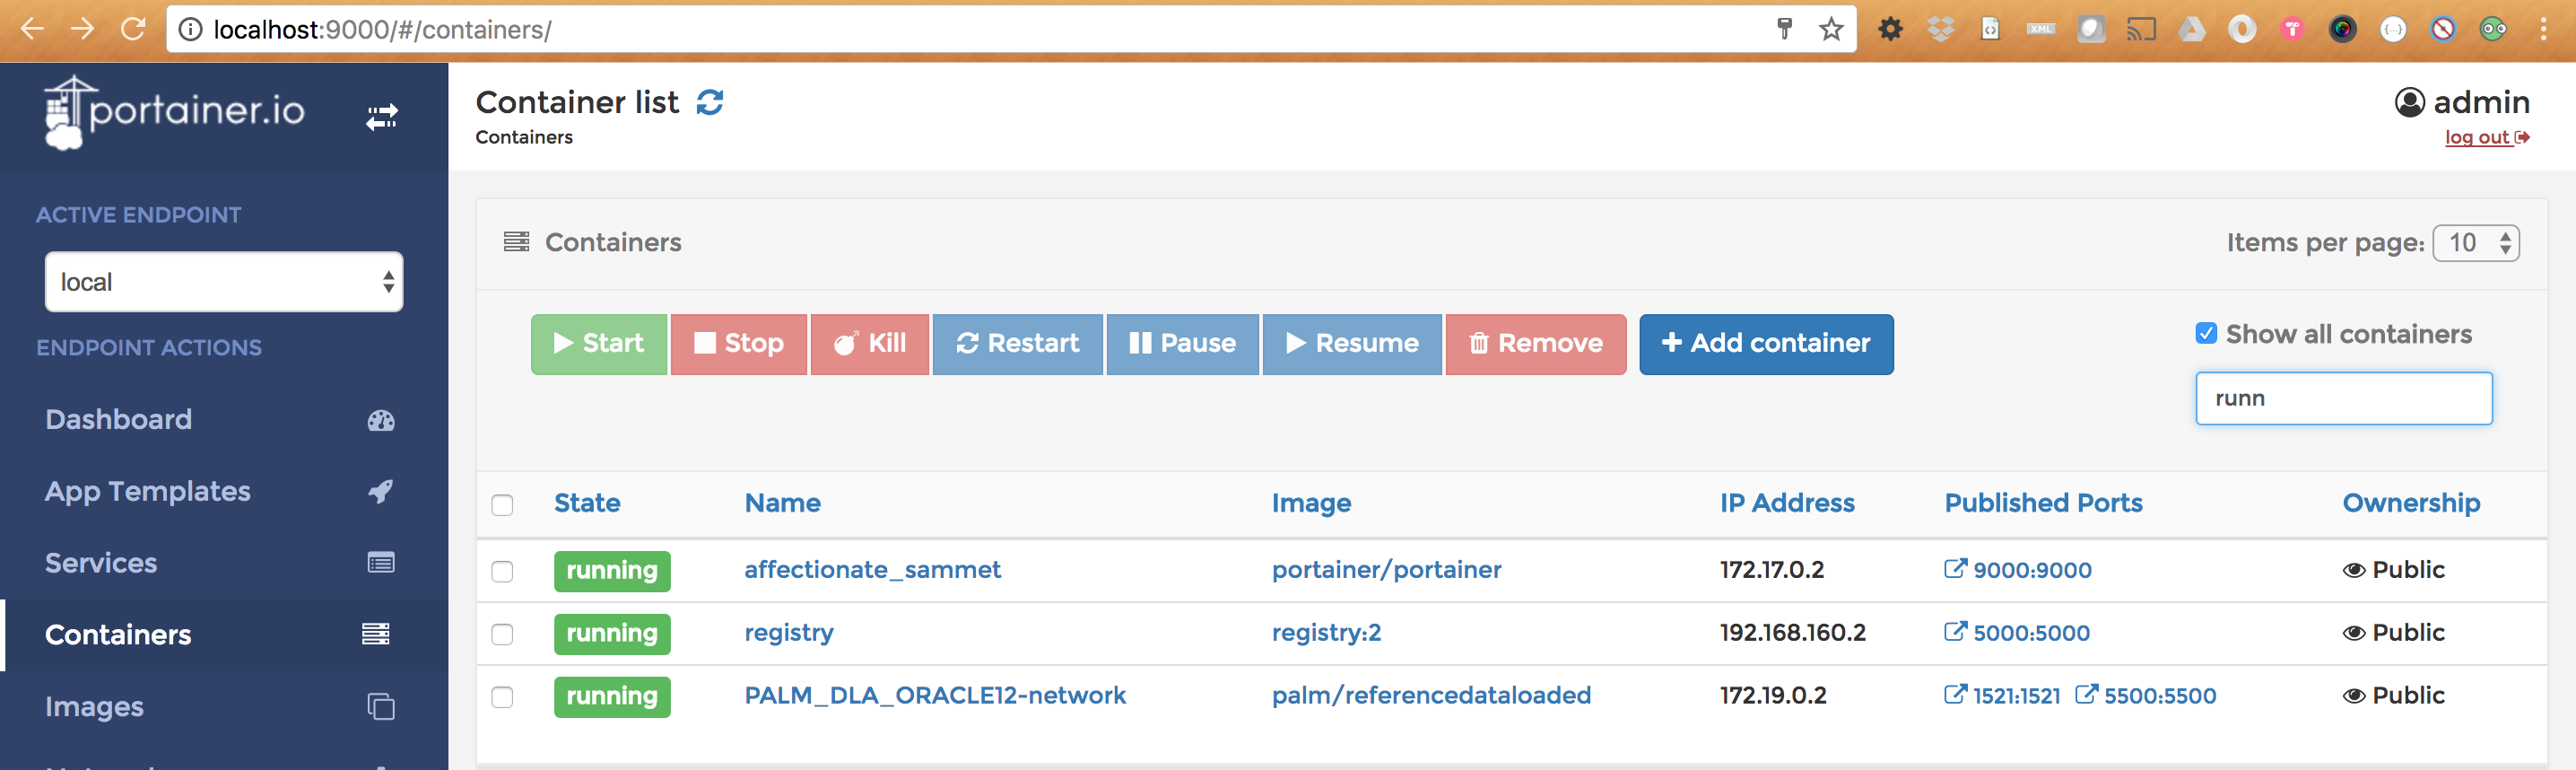 localhost:9000/#/containers/
XML
portainer.io
Container list
Containers
admin
log out
ACTIVE ENDPOINT
local
ENDPOINT ACTIONS
Dashboard
App Templates
Services
Containers
Images
Containers
Items per page: 10
Start Stop Kill Restart Pause Resume Remove Add container
Show all containers
runn
State Name Image IP Address Published Ports Ownership
running affectionate_sammet portainer/portainer 172.17.0.2 9000:9000 Public
running registry registry:2 192.168.160.2 5000:5000 Public
running PALM_DLA_ORACLE12-network palm/referencedataloaded 172.19.0.2 1521:1521 5500:5500 Public